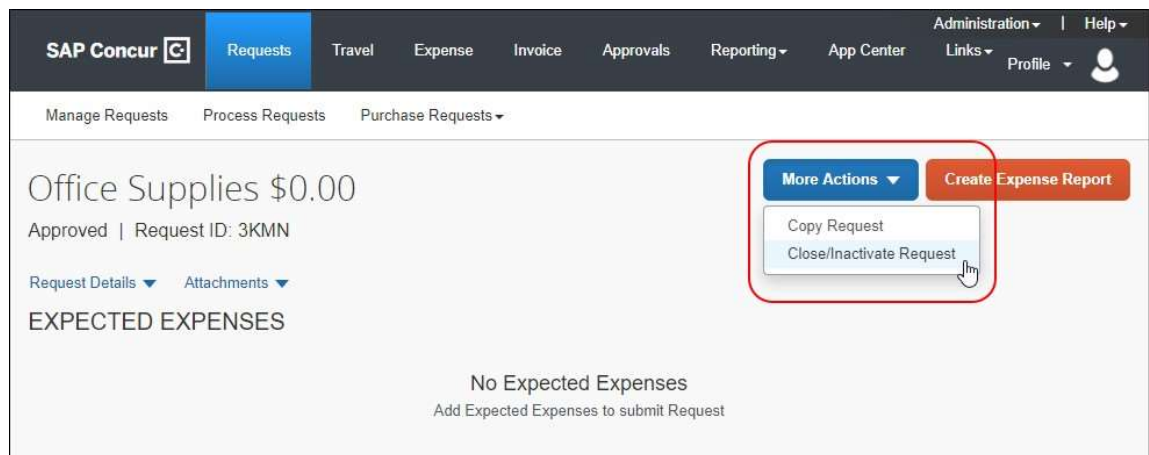 Administration | Help
SAP Concur C Requests Travel Expense Invoice Approvals Reporting App Center Links
Profile
Manage Requests Process Requests Purchase Requests
Office Supplies $0.00
More Actions Create Expense Report
Approved | Request ID: 3KMN
Copy Request
Close/Inactivate Request
Request Details Attachments
EXPECTED EXPENSES
No Expected Expenses
Add Expected Expenses to submit Request